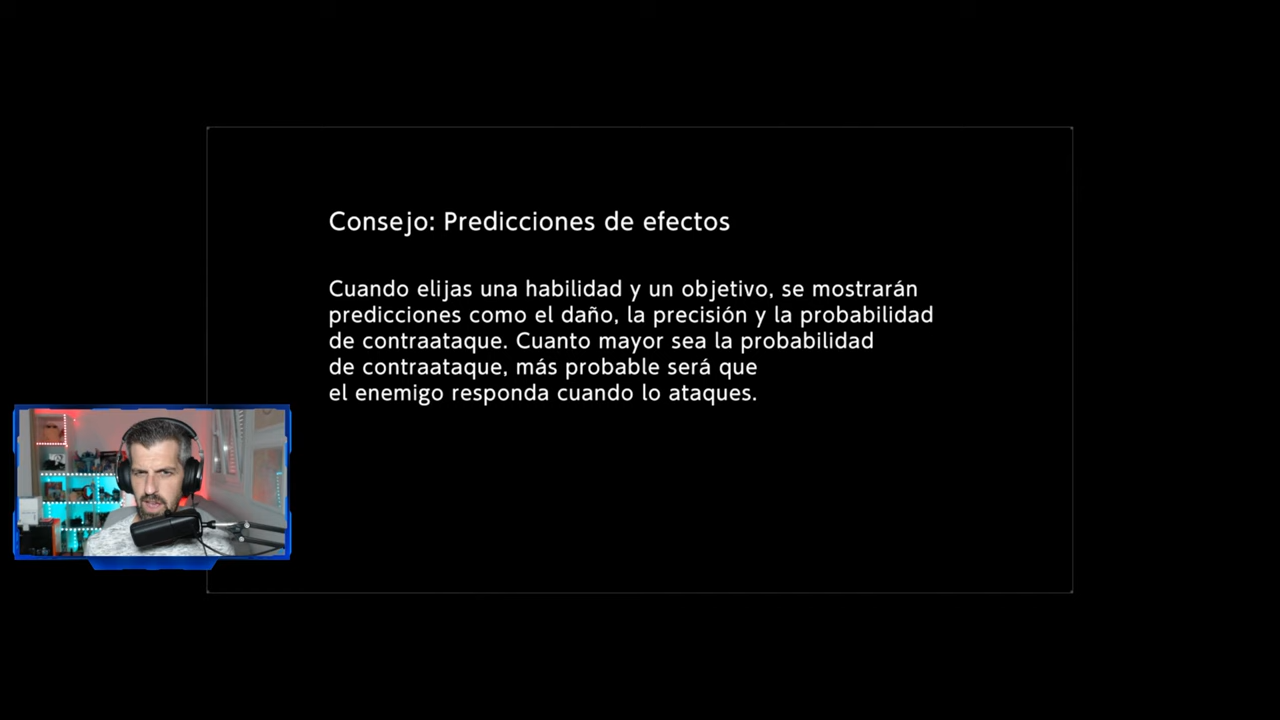 Consejo: Predicciones de efectos
Cuando elijas una habilidad y un objetivo, se mostrarán
predicciones como el daño, la precisión y la probabilidad
de contraataque. Cuanto mayor sea la probabilidad
de contraataque, más probable será que
el enemigo responda cuando lo ataques.